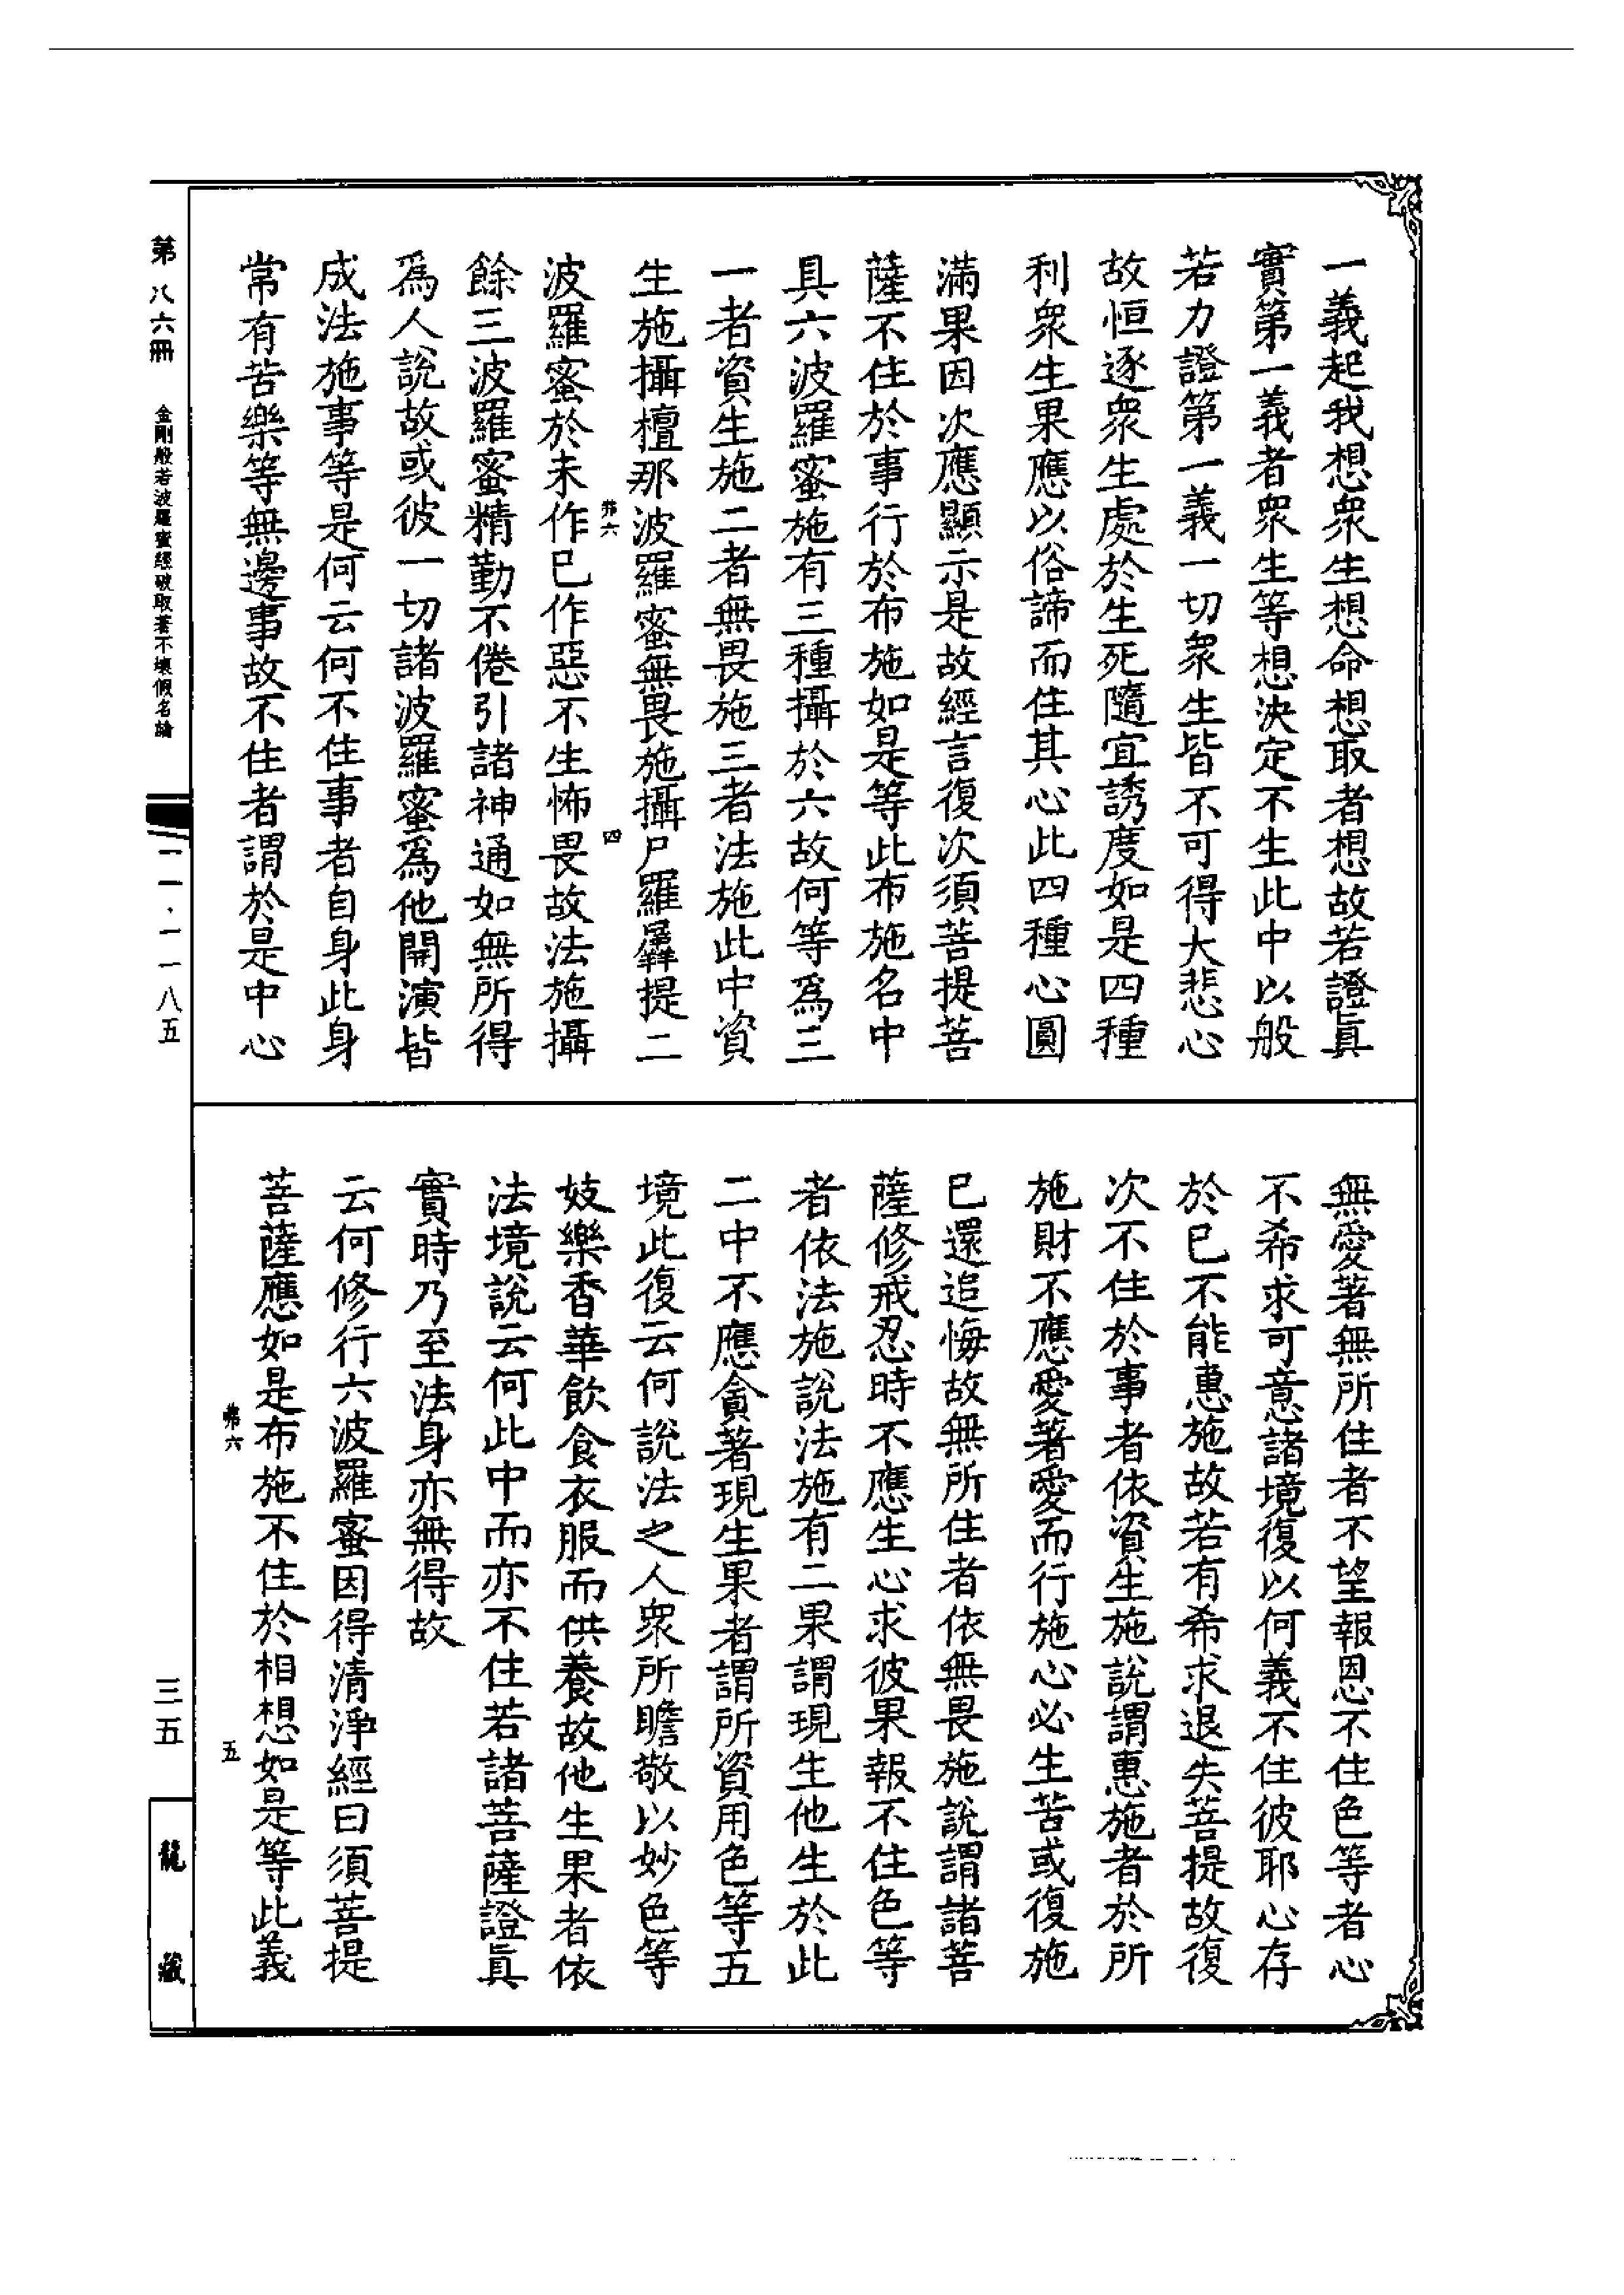 一義起我想衆生想命想取者想故若證眞
實第一義者衆生等想決定不生此中以般
若力證第一義一切衆生皆不可得大悲心
故恒逐衆生處於生死隨宜誘度如是四種
利衆生果應以俗諦而住其心此四種心圓
滿果因次應顯示是故經言復次須菩提菩
薩不住於事行於布施如是等此布施名中
具六波羅蜜施有三種攝於六故何等爲三
一者資生施二者無畏施三者法施此中資
生施攝檀那波羅蜜無畏施攝尸羅羼提二
弗六
四
波羅蜜於未作已作惡不生怖畏故法施攝
餘三波羅蜜精勤不倦引諸神通如無所得
爲人說故或彼一切諸波羅蜜爲他開演皆
成法施事等是何云何不住事者自身此身
常有苦樂等無邊事故不住者謂於是中心
無愛著無所住者不望報恩不住色等者心
不希求可意諸境復以何義不住彼耶心存
於已不能惠施故若有希求退失菩提故復
次不住於事者依資生施說謂惠施者於所
施財不應愛著愛而行施心必生苦或復施
已還追悔故無所住者依無畏施說謂諸菩
薩修戒忍時不應生心求彼果報不住色等
者依法施說法施有二果謂現生他生於此
二中不應貪著現生果者謂所資用色等五
境此復云何說法之人衆所瞻敬以妙色等
妓樂香華飲食衣服而供養故他生果者依
法境說云何此中而亦不住若諸菩薩證眞
實時乃至法身亦無得故
云何修行六波羅蜜因得清淨經曰須菩提
菩薩應如是布施不住於相想如是等此義
弗六
五
第八六冊
金剛般若波羅蜜經破取著不壞假名論
一一·一一八五
三五
龍藏